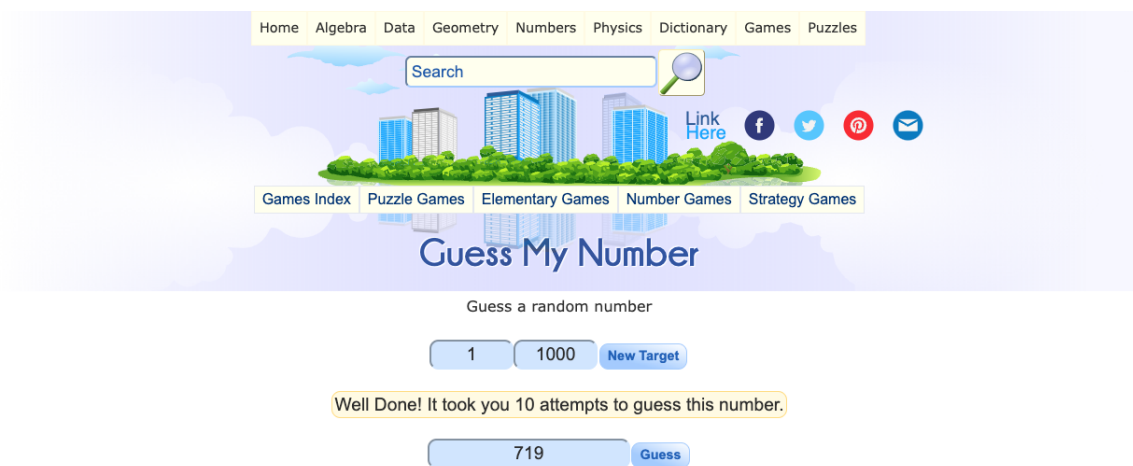 Home Algebra Data Geometry Numbers Physics Dictionary Games Puzzles
Search
Link
Here
Games Index Puzzle Games Elementary Games Number Games Strategy Games
Guess My Number
Guess a random number
1 1000 New Target
Well Done! It took you 10 attempts to guess this number.
719 Guess